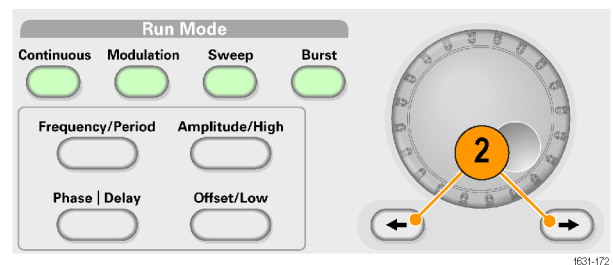 Run Mode
Continuous Modulation Sweep Burst
Frequency/Period Amplitude/High
Phase | Delay Offset/Low
2
1631-172